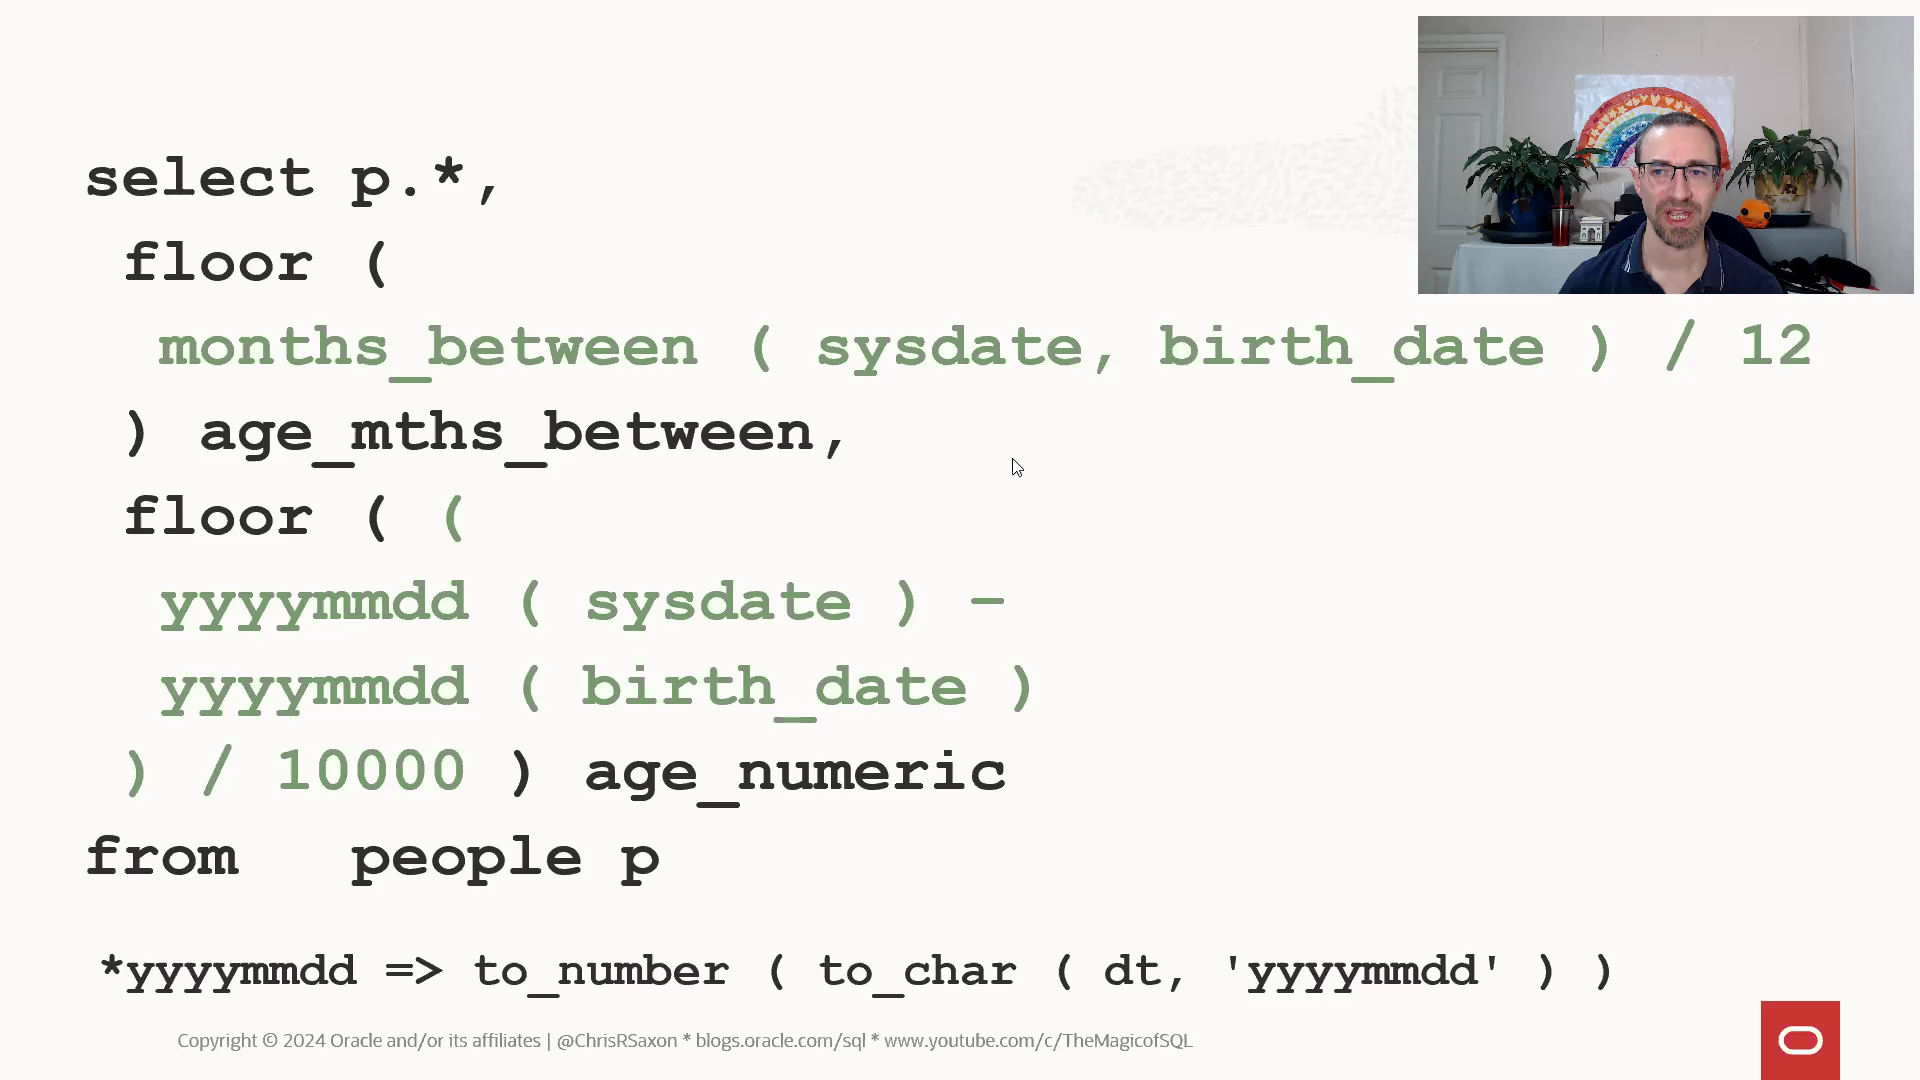 select p.*,
floor (
months_between ( sysdate, birth_date ) / 12
) age_mths_between,
floor ( (
yyyymmdd ( sysdate ) -
yyyymmdd ( birth_date )
) / 10000 ) age_numeric
from people p
*yyyymmdd => to_number ( to_char ( dt, 'yyyymmdd' ) )
Copyright © 2024 Oracle and/or its affiliates | @ChrisRSaxon * blogs.oracle.com/sql * www.youtube.com/c/TheMagicofSQL